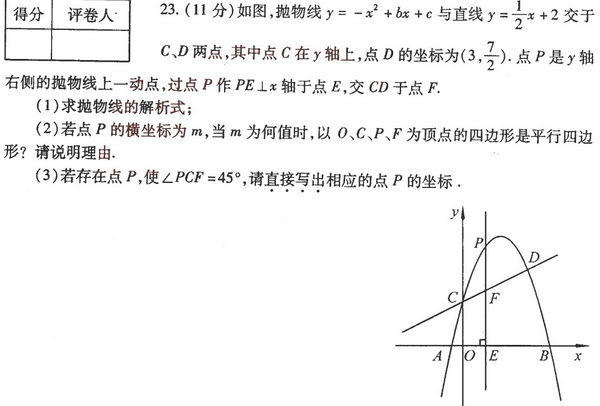 得分 评卷人
23. (11 分) 如图,抛物线 y = -x² + bx + c 与直线 y = 1/2 x + 2 交于
C、D 两点,其中点 C 在 y 轴上,点 D 的坐标为(3, 7/2). 点 P 是 y 轴
右侧的抛物线上一动点,过点 P 作 PE⊥x 轴于点 E,交 CD 于点 F.
(1)求抛物线的解析式;
(2)若点 P 的横坐标为 m,当 m 为何值时,以 O、C、P、F 为顶点的四边形是平行四边
形? 请说明理由.
(3)若存在点 P,使∠PCF = 45°,请直接写出相应的点 P 的坐标.
y
P
D
C
F
A O E B x